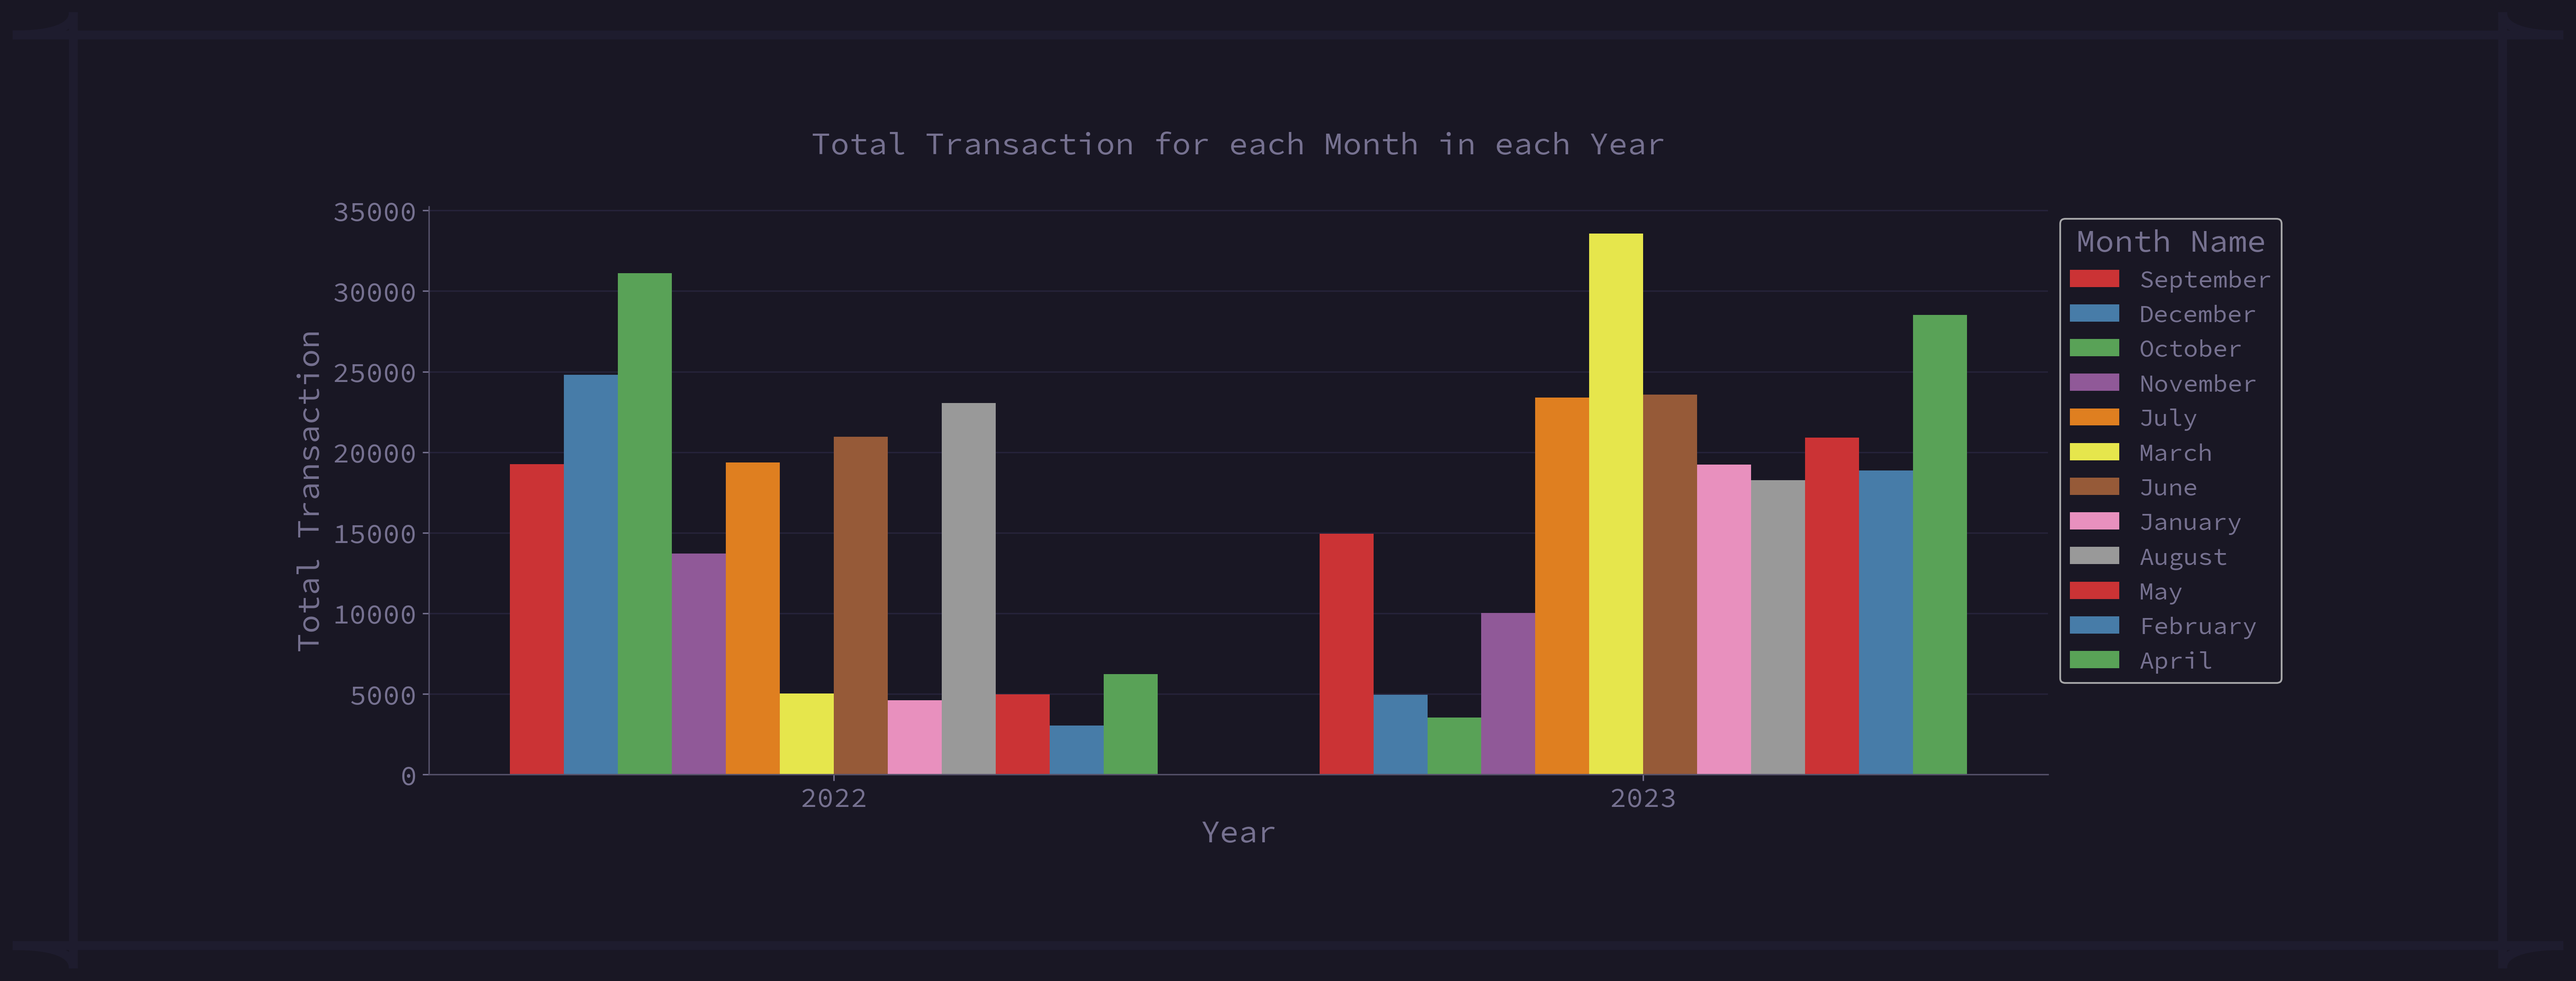 Total Transaction for each Month in each Year
Total Transaction
35000
30000
25000
20000
15000
10000
5000
0
2022
2023
Year
Month Name
September
December
October
November
July
March
June
January
August
May
February
April